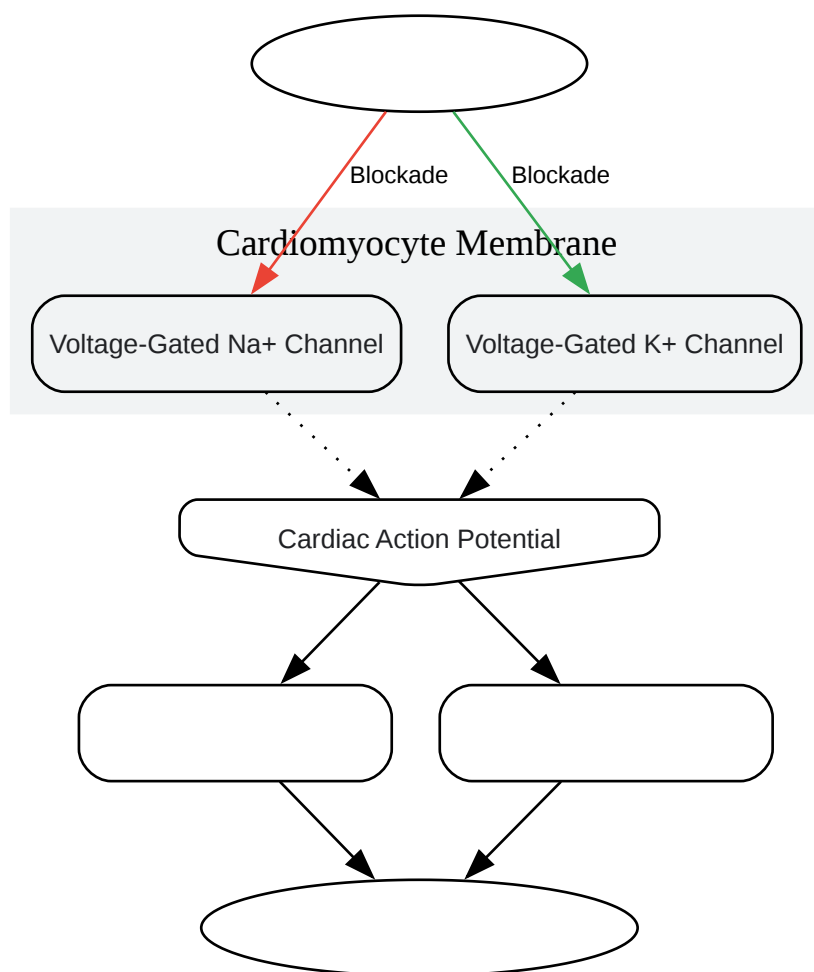 Blockade
Blockade
Cardiomyocyte Membrane
Voltage-Gated Na+ Channel
Voltage-Gated K+ Channel
Cardiac Action Potential